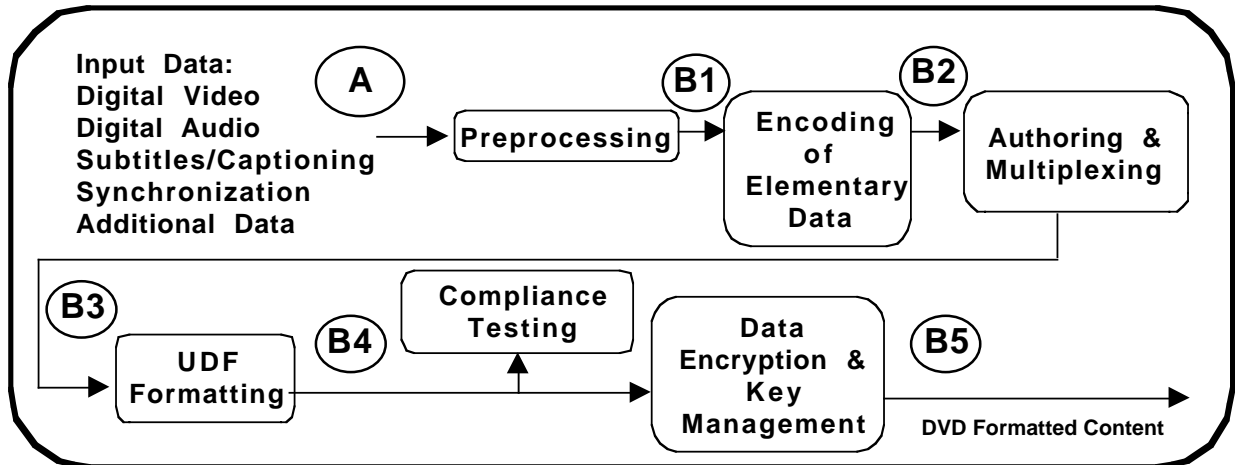 Input Data:
Digital Video
Digital Audio
Subtitles/Captioning
Synchronization
Additional Data
A
Preprocessing
B1
Encoding
of
Elementary
Data
B2
Authoring &
Multiplexing
B3
UDF
Formatting
B4
Compliance
Testing
Data
Encryption &
Key
Management
B5
DVD Formatted Content